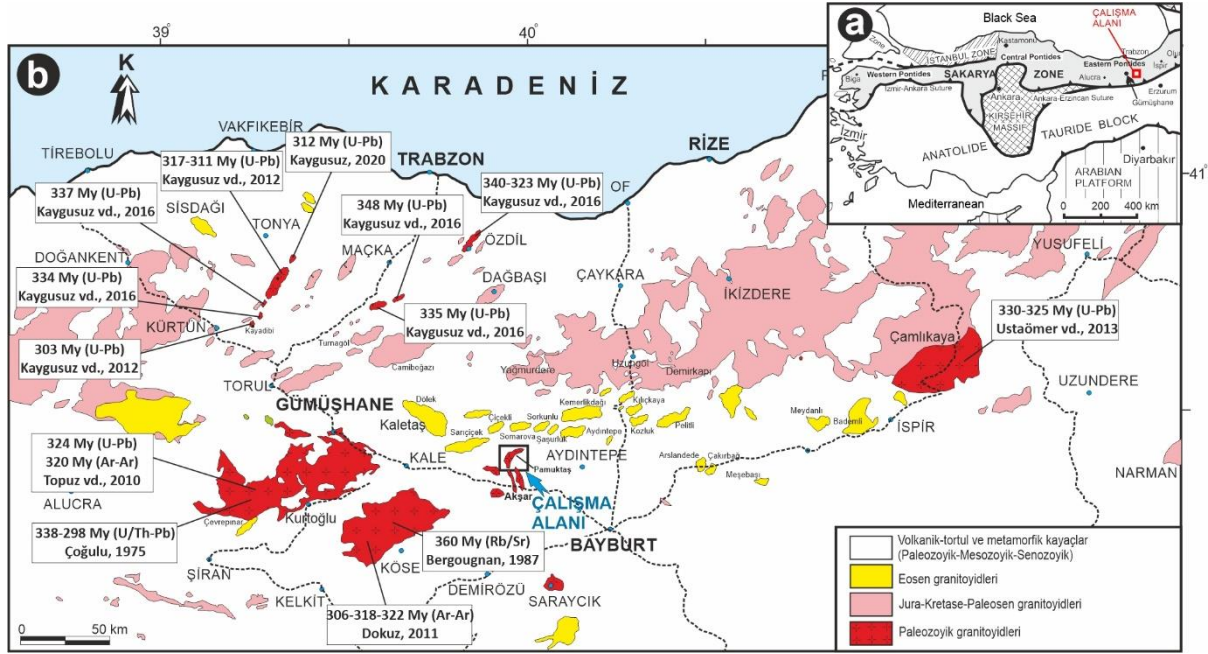 39
40
41°
b
K
KARADENİZ
VAKFIKEBİR
TİREBOLU
TRABZON
RİZE
OF
312 My (U-Pb)
Kaygusuz, 2020
317-311 My (U-Pb)
Kaygusuz vd., 2012
337 My (U-Pb)
Kaygusuz vd., 2016
340-323 My (U-Pb)
Kaygusuz vd., 2016
348 My (U-Pb)
Kaygusuz vd., 2016
SİSDAĞI
TONYA
MAÇKA
ÖZDİL
DOĞANKENT
DAĞBAŞI
ÇAYKARA
İKİZDERE
YUSUFELİ
334 My (U-Pb)
Kaygusuz vd., 2016
335 My (U-Pb)
Kaygusuz vd., 2016
330-325 My (U-Pb)
Ustaömer vd., 2013
KÜRTÜN
Kayadibi
303 My (U-Pb)
Kaygusuz vd., 2012
Turnagöl
Camiboğazı
Çamlıkaya
Uzungöl
Yağmurdere
Demirkapı
TORUL
UZUNDERE
GÜMÜŞHANE
Dölek
Kaletaş
Sarıçiçek
Çiçekli
Sorkunlu
Kemerlikdağı
Kılıçkaya
Somarova
Şaşurluk
Aydıntepe
Kozluk
Pelitli
Meydanlı
Bademli
İSPİR
KALE
Pamuktaş
AYDINTEPE
Arslandede
Çakırbağ
Meşebaşı
NARMAN
324 My (U-Pb)
320 My (Ar-Ar)
Topuz vd., 2010
ALUCRA
Akşar
ÇALIŞMA
ALANI
338-298 My (U/Th-Pb)
Çoğulu, 1975
Çevrepınar
Kurtoğlu
360 My (Rb/Sr)
Bergougnan, 1987
BAYBURT
ŞİRAN
KÖSE
KELKİT
DEMİRÖZÜ
SARAYCIK
306-318-322 My (Ar-Ar)
Dokuz, 2011
0
50 km
Volkanik-tortul ve metamorfik kayaçlar
(Paleozoyik-Mesozoyik-Senozoyik)
Eosen granitoyidleri
Jura-Kretase-Paleosen granitoyidleri
Paleozoyik granitoyidleri
a
Black Sea
ÇALIŞMA
ALANI
Zone
İSTANBUL ZONE
Kastamonu
Central Pontides
Trabzon
Eastern Pontides
İspir
Biga
Western Pontides
SAKARYA
ZONE
Alucra
İzmir-Ankara Suture
Ankara
Ankara-Erzincan Suture
Erzurum
Gümüşhane
KIRŞEHİR
MASSIF
İzmir
ANATOLIDE
TAURIDE BLOCK
Diyarbakır
ARABIAN
PLATFORM
Mediterranean
0
200
400
km